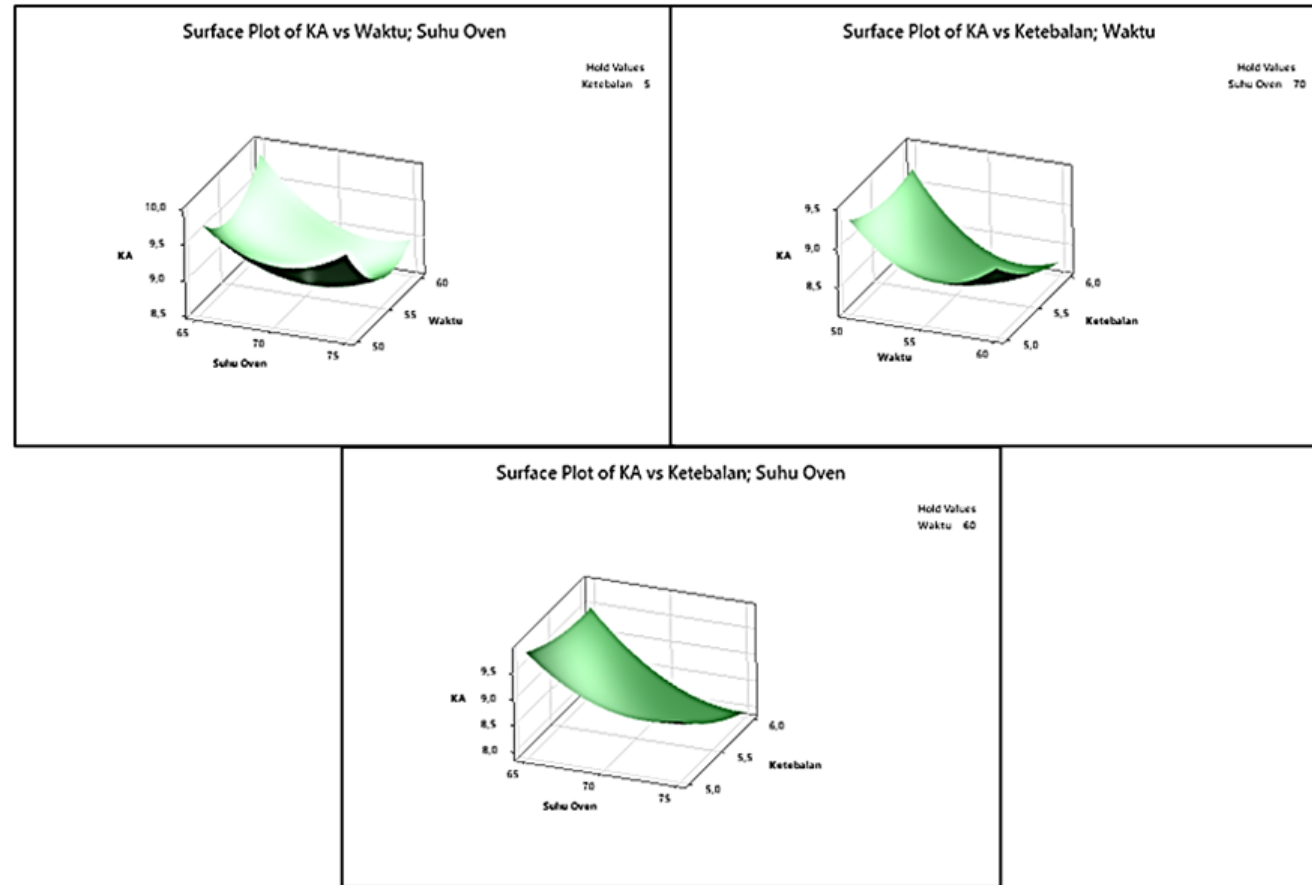 Surface Plot of KA vs Waktu; Suhu Oven
Hold Values
Ketebalan 5
10,0
9,5
9,0
8,5
KA
65
70
75
Suhu Oven
50
55
60
Waktu
Surface Plot of KA vs Ketebalan; Waktu
Hold Values
Suhu Oven 70
9,5
9,0
8,5
KA
50
55
60
Waktu
5,0
5,5
6,0
Ketebalan
Surface Plot of KA vs Ketebalan; Suhu Oven
Hold Values
Waktu 60
9,5
9,0
8,5
8,0
KA
65
70
75
Suhu Oven
5,0
5,5
6,0
Ketebalan